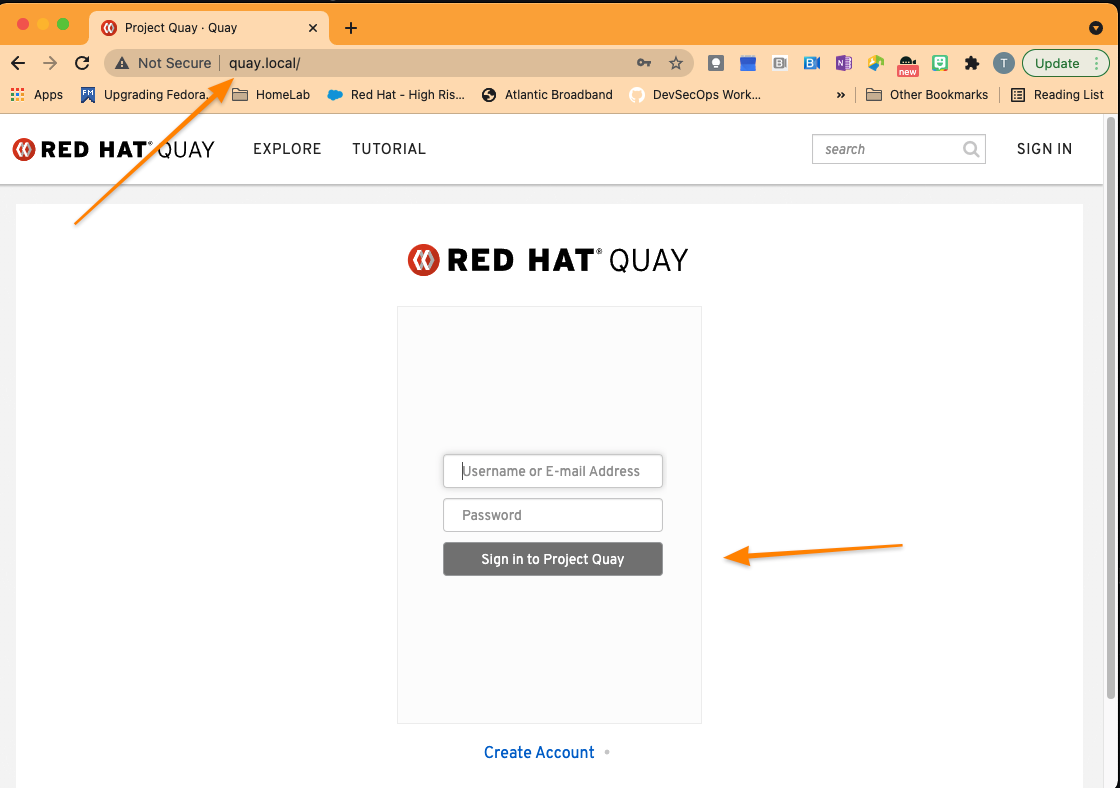 Project Quay · Quay
Not Secure quay.local/
new
T
Update
Apps
FM
Upgrading Fedora...
HomeLab
Red Hat - High Ris...
Atlantic Broadband
DevSecOps Work...
»
Other Bookmarks
Reading List
RED HAT® QUAY
EXPLORE
TUTORIAL
search
SIGN IN
RED HAT® QUAY
Username or E-mail Address
Password
Sign in to Project Quay
Create Account